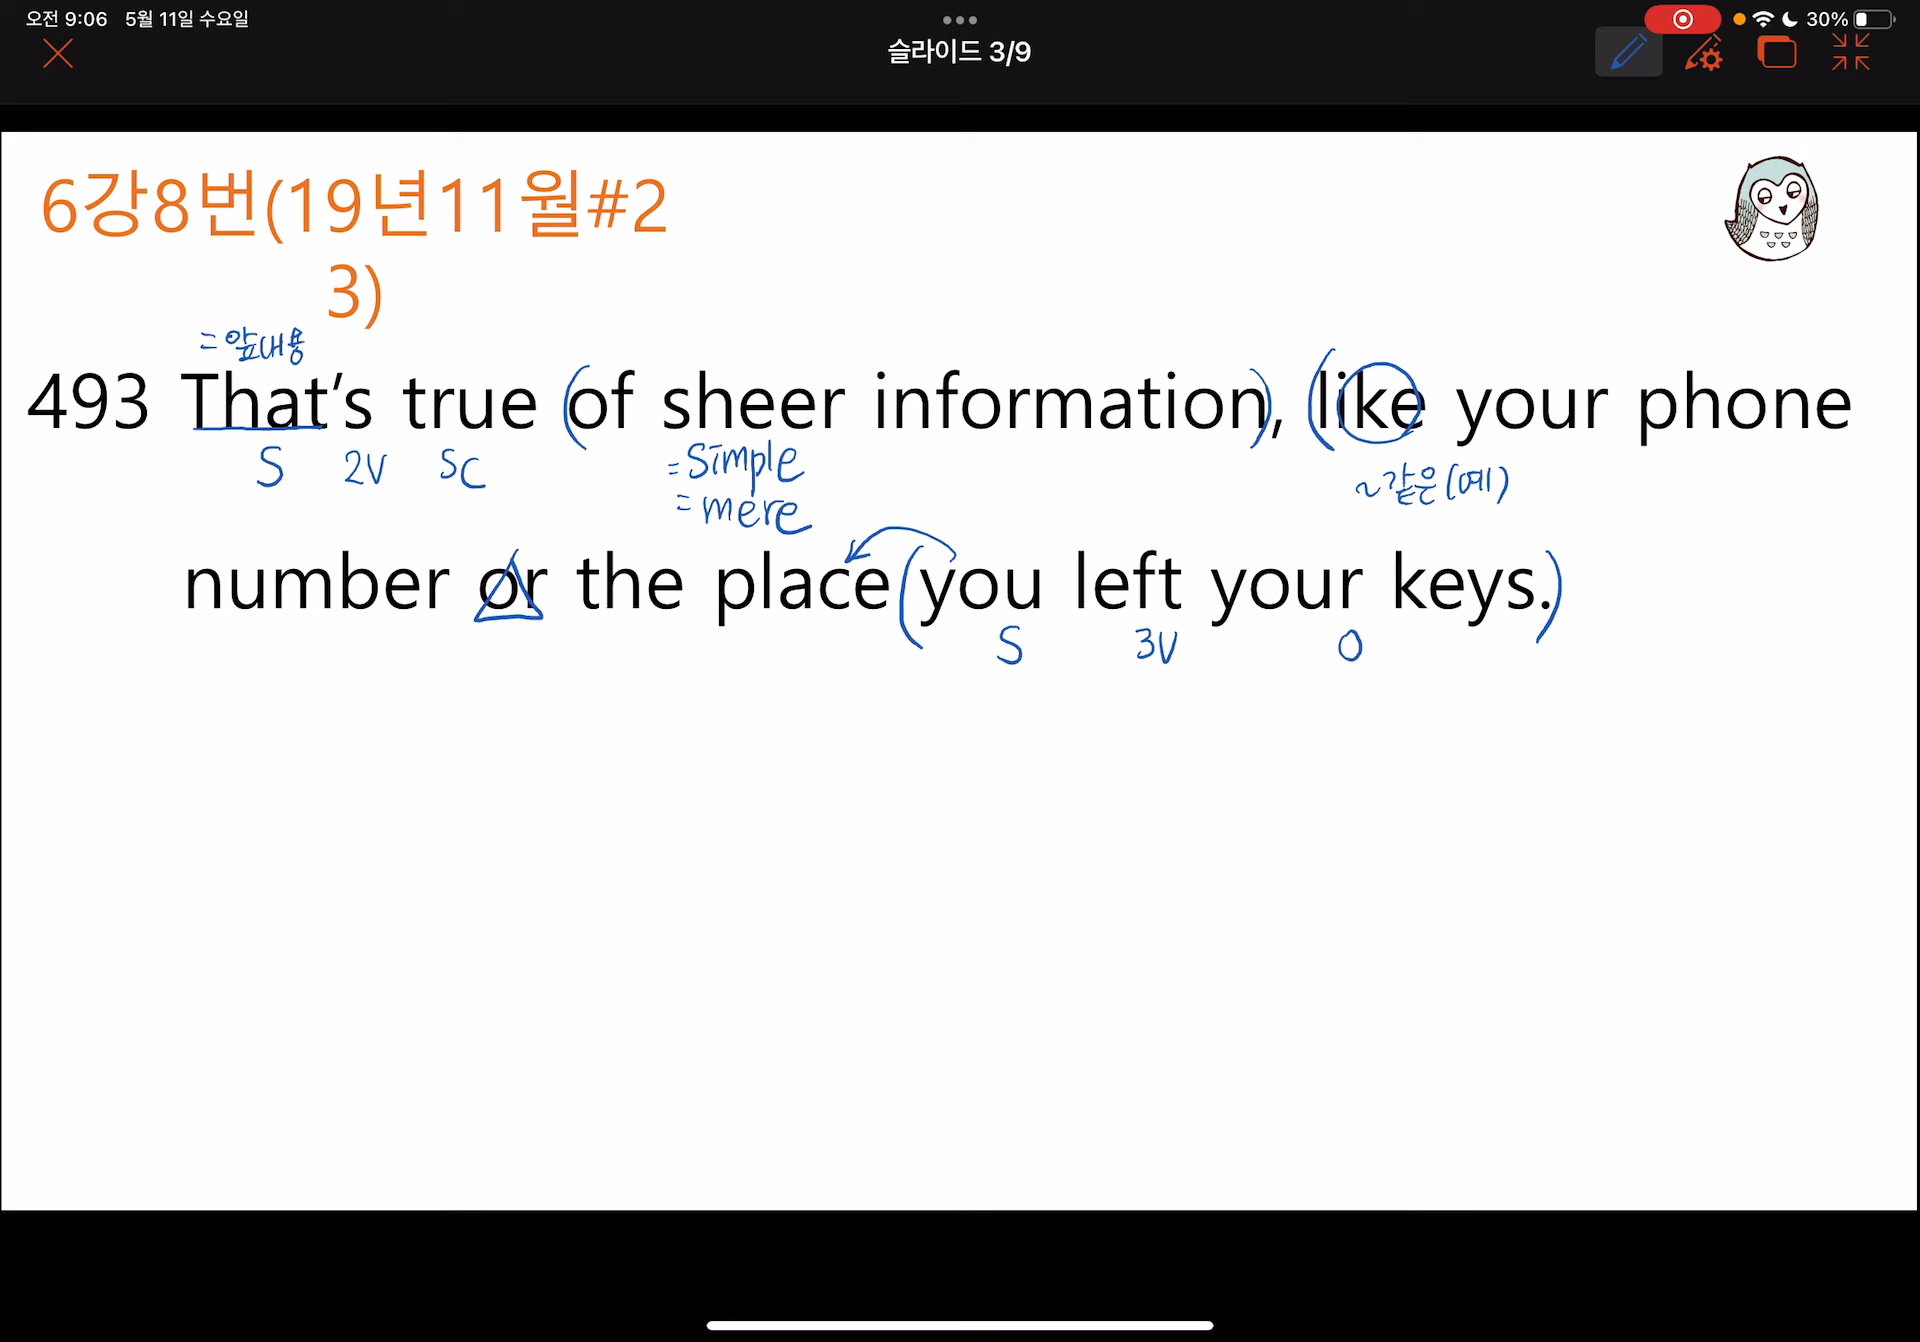 오전 9:06 5월 11일 수요일
30%
슬라이드 3/9
6강8번(19년11월#2
3)
=앞내용
493 That's true (of sheer information), (like your phone
S 2V SC =simple ~같은(예)
=mere
number or the place (you left your keys.)
S 3V O